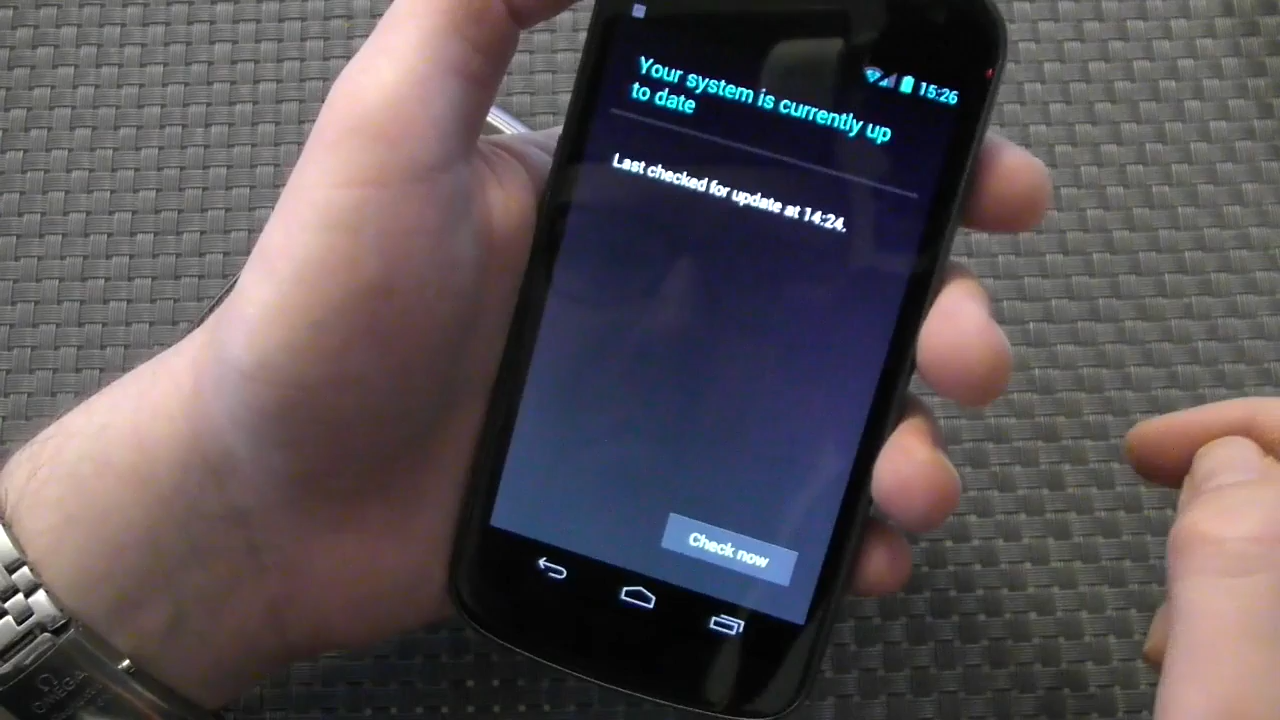 15:26
Your system is currently up
to date
Last checked for update at 14:24.
Check now
OMEGA